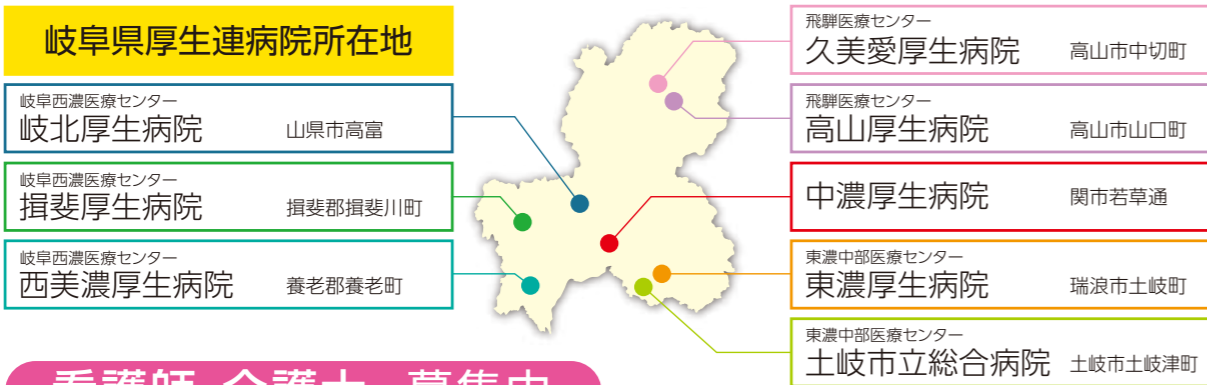 岐阜県厚生連病院所在地
岐阜西濃医療センター
岐北厚生病院 山県市高富
岐阜西濃医療センター
揖斐厚生病院 揖斐郡揖斐川町
岐阜西濃医療センター
西美濃厚生病院 養老郡養老町
飛騨医療センター
久美愛厚生病院 高山市中切町
飛騨医療センター
高山厚生病院 高山市山口町
中濃厚生病院 関市若草通
東濃中部医療センター
東濃厚生病院 瑞浪市土岐町
東濃中部医療センター
土岐市立総合病院 土岐市土岐津町
看護師 介護士 募集中